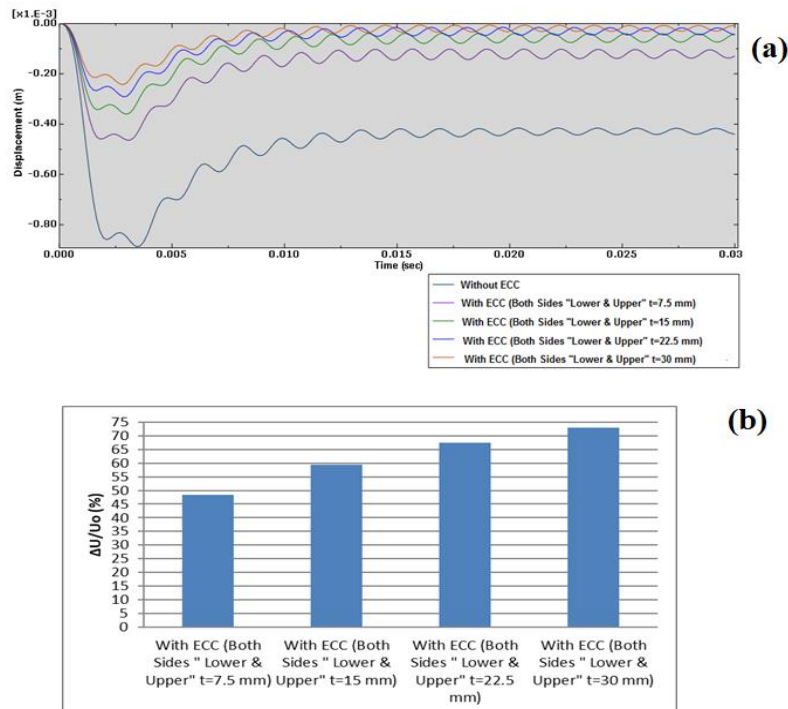 [×1.E−3]
0.00
−0.20
−0.40
−0.60
−0.80
Displacement (m)
(a)
0.000 0.005 0.010 0.015 0.020 0.025 0.03
Time (sec)
Without ECC
With ECC (Both Sides "Lower & Upper" t=7.5 mm)
With ECC (Both Sides "Lower & Upper" t=15 mm)
With ECC (Both Sides "Lower & Upper" t=22.5 mm)
With ECC (Both Sides "Lower & Upper" t=30 mm)
(b)
75
70
65
60
55
50
45
40
35
30
25
20
15
10
5
0
ΔU/Uo (%)
With ECC (Both
Sides " Lower &
Upper" t=7.5 mm)
With ECC (Both
Sides " Lower &
Upper" t=15 mm)
With ECC (Both
Sides " Lower &
Upper" t=22.5
mm)
With ECC (Both
Sides " Lower &
Upper" t=30 mm)